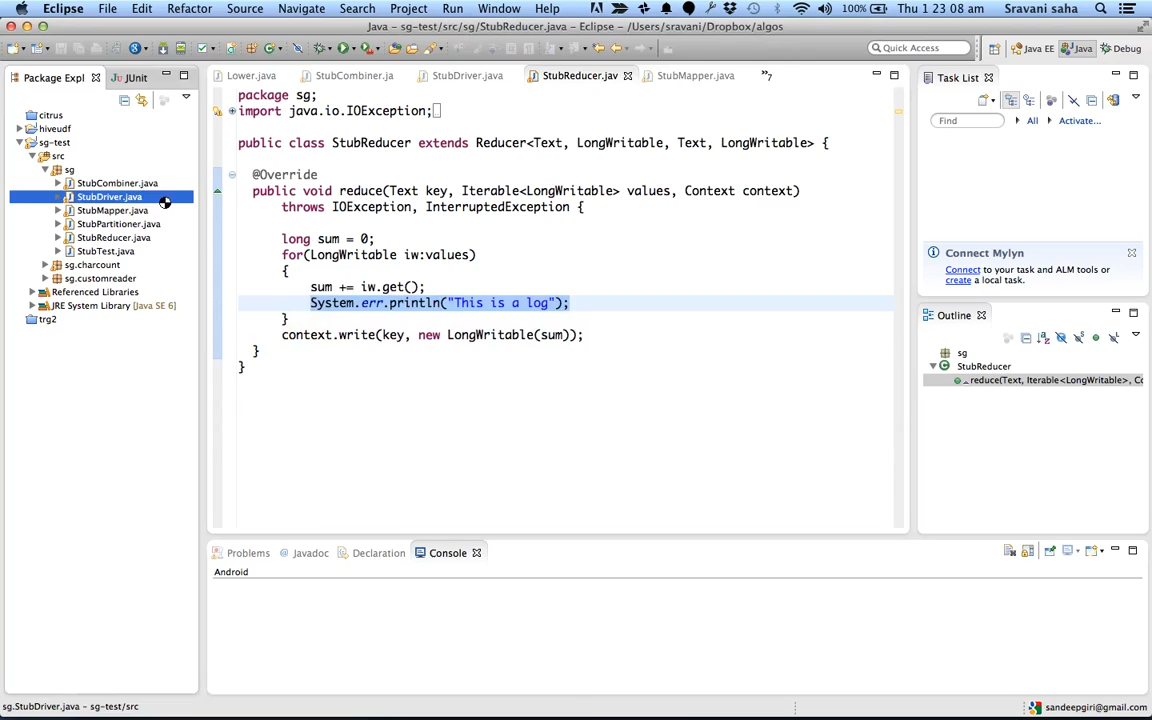 Eclipse File Edit Refactor Source Navigate Search Project Run Window Help 100% Thu 1 23 08 am Sravani saha
Java – sg-test/src/sg/StubReducer.java – Eclipse – /Users/sravani/Dropbox/algos
Quick Access Java EE Java Debug
Package Expl JUnit
citrus
hiveudf
sg-test
src
sg
StubCombiner.java
StubDriver.java
StubMapper.java
StubPartitioner.java
StubReducer.java
StubTest.java
sg.charcount
sg.customreader
Referenced Libraries
JRE System Library [Java SE 6]
trg2
Lower.java StubCombiner.ja StubDriver.java StubReducer.jav StubMapper.java »7
package sg;
import java.io.IOException;
public class StubReducer extends Reducer<Text, LongWritable, Text, LongWritable> {
@Override
public void reduce(Text key, Iterable<LongWritable> values, Context context)
throws IOException, InterruptedException {
long sum = 0;
for(LongWritable iw:values)
{
sum += iw.get();
System.err.println("This is a log");
}
context.write(key, new LongWritable(sum));
}
}
Task List
Find All Activate...
Connect Mylyn
Connect to your task and ALM tools or
create a local task.
Outline
sg
StubReducer
reduce(Text, Iterable<LongWritable>, Co
Problems @ Javadoc Declaration Console
Android
sg.StubDriver.java – sg-test/src
sandeepgiri@gmail.com